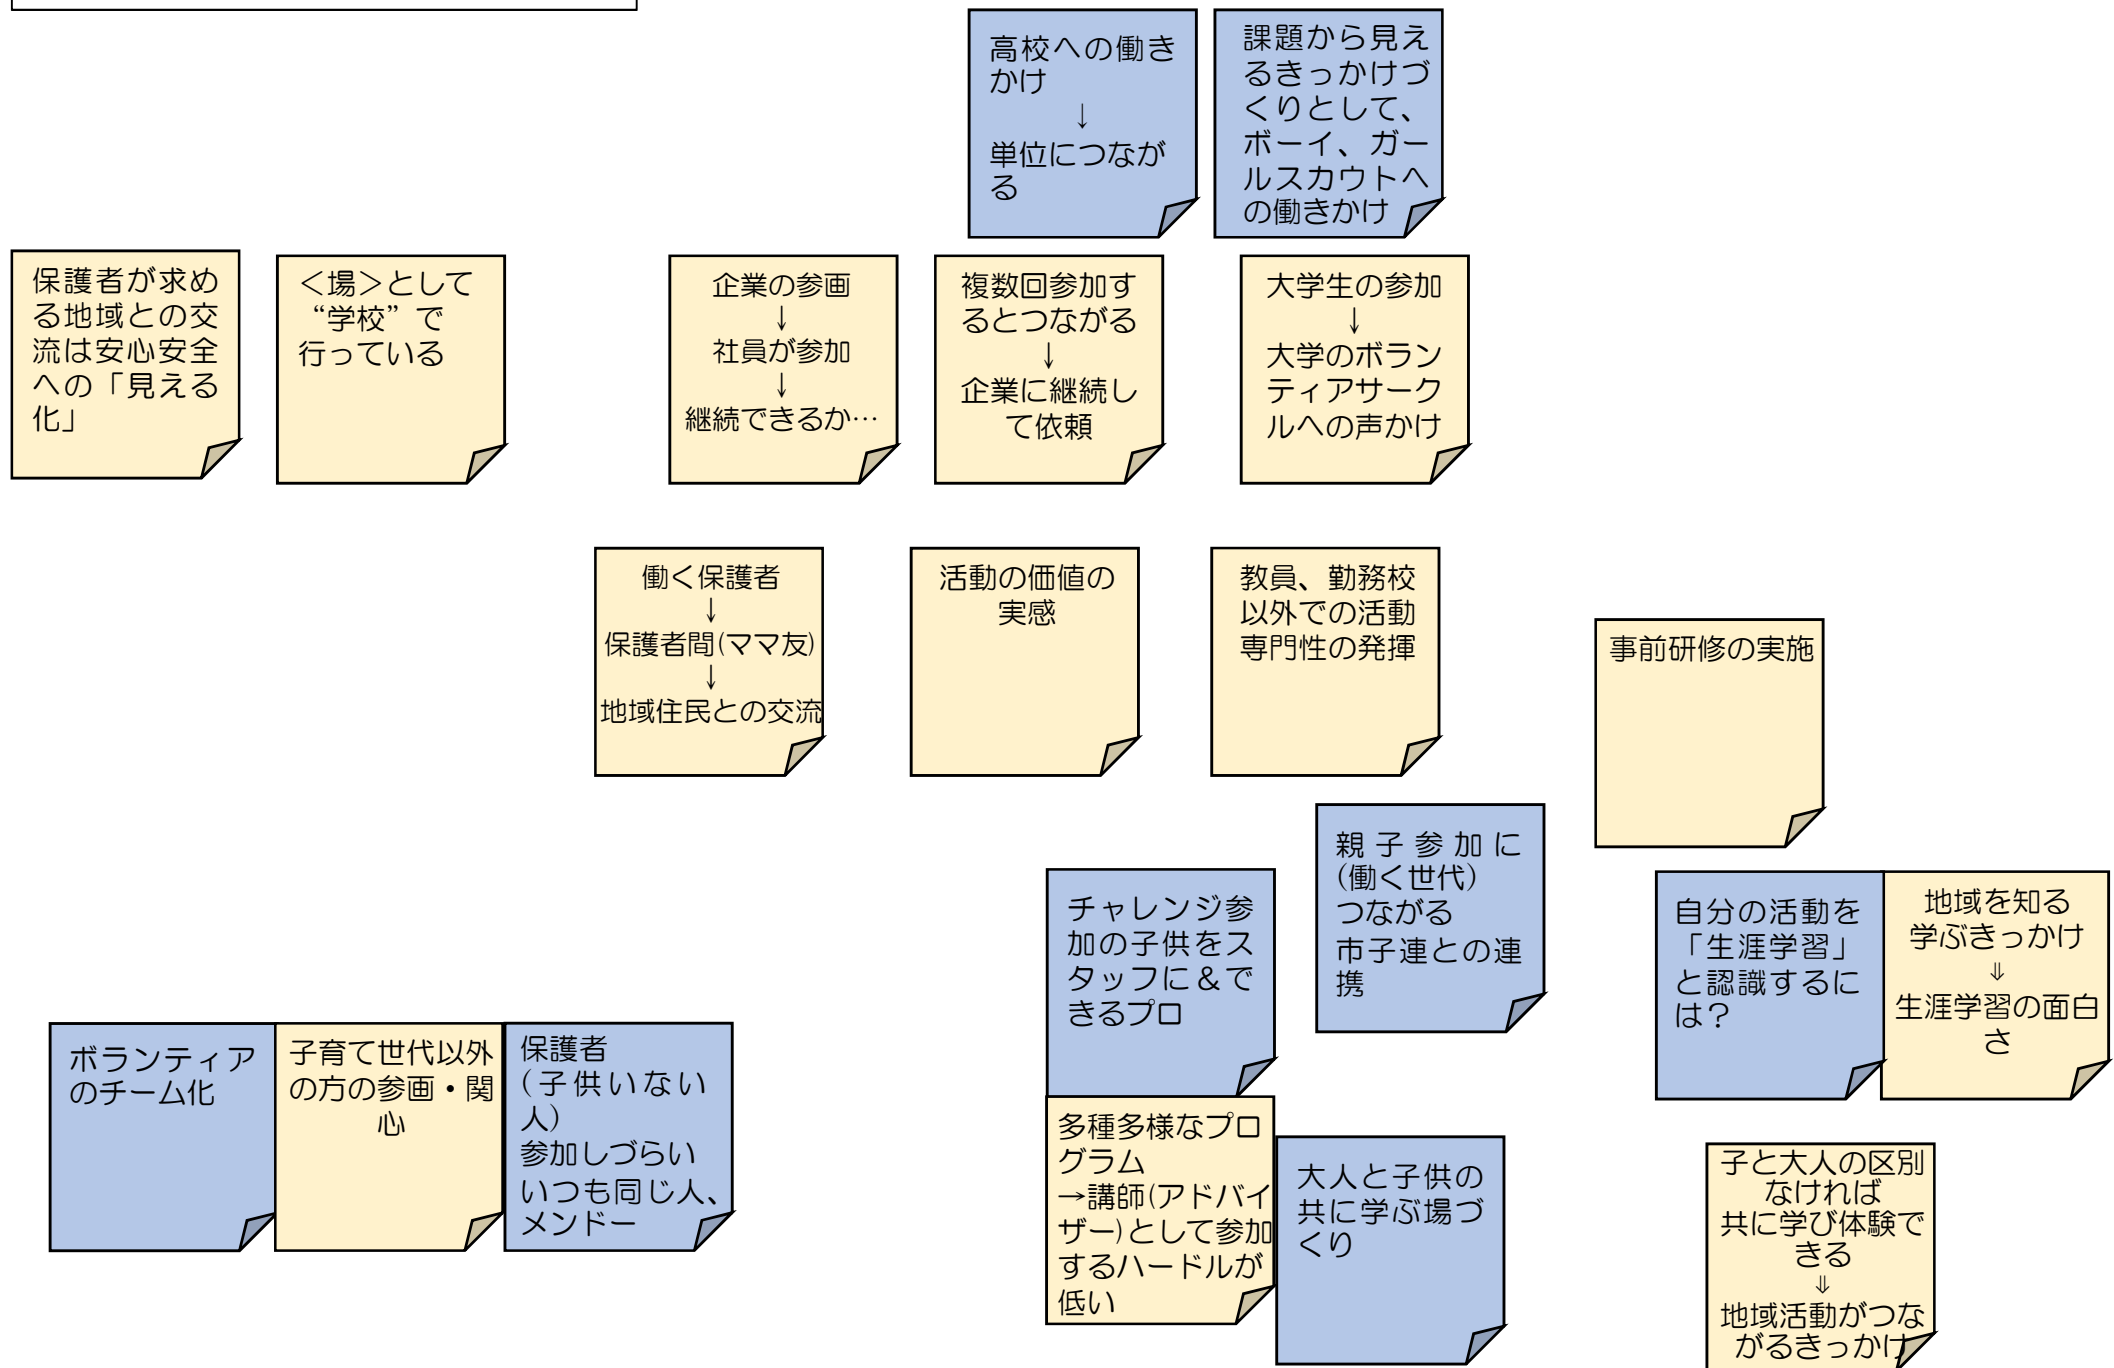 高校への働き
かけ
↓
単位につなが
る
課題から見え
るきっかけづ
くりとして、
ボーイ、ガー
ルスカウトへ
の働きかけ
保護者が求め
る地域との交
流は安心安全
への「見える
化」
＜場＞として
“学校”で
行っている
企業の参画
↓
社員が参加
↓
継続できるか…
複数回参加す
るとつながる
↓
企業に継続し
て依頼
大学生の参加
↓
大学のボラン
ティアサーク
ルへの声かけ
働く保護者
↓
保護者間(ママ友)
↓
地域住民との交流
活動の価値の
実感
教員、勤務校
以外での活動
専門性の発揮
事前研修の実施
親子参加に
(働く世代)
つながる
市子連との連
携
チャレンジ参
加の子供をス
タッフに＆で
きるプロ
自分の活動を
「生涯学習」
と認識するに
は？
地域を知る
学ぶきっかけ
⇓
生涯学習の面白
さ
ボランティア
のチーム化
子育て世代以外
の方の参画・関
心
保護者
(子供いない
人)
参加しづらい
いつも同じ人、
メンドー
多種多様なプロ
グラム
→講師(アドバイ
ザー)として参加
するハードルが
低い
大人と子供の
共に学ぶ場づ
くり
子と大人の区別
なければ
共に学び体験で
きる
⇓
地域活動がつな
がるきっかけ